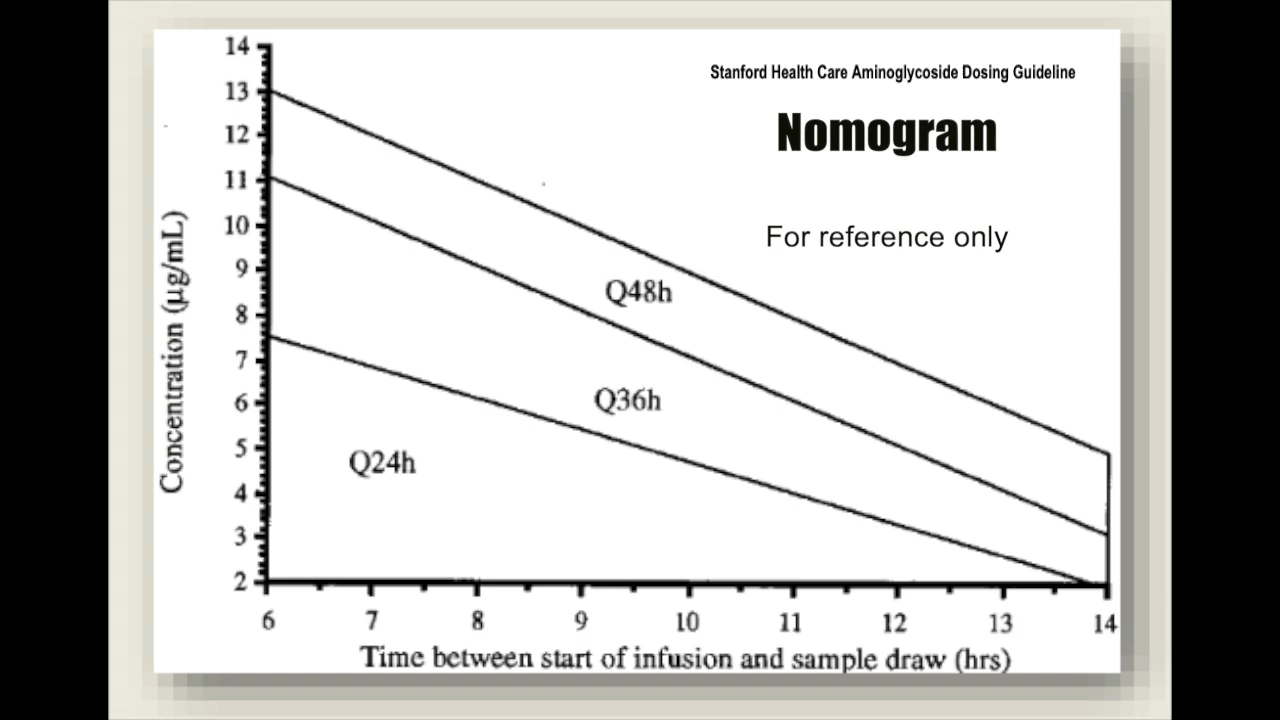 Stanford Health Care Aminoglycoside Dosing Guideline
Nomogram
For reference only
Concentration (µg/mL)
14
13
12
11
10
9
8
7
6
5
4
3
2
Q48h
Q36h
Q24h
6 7 8 9 10 11 12 13 14
Time between start of infusion and sample draw (hrs)